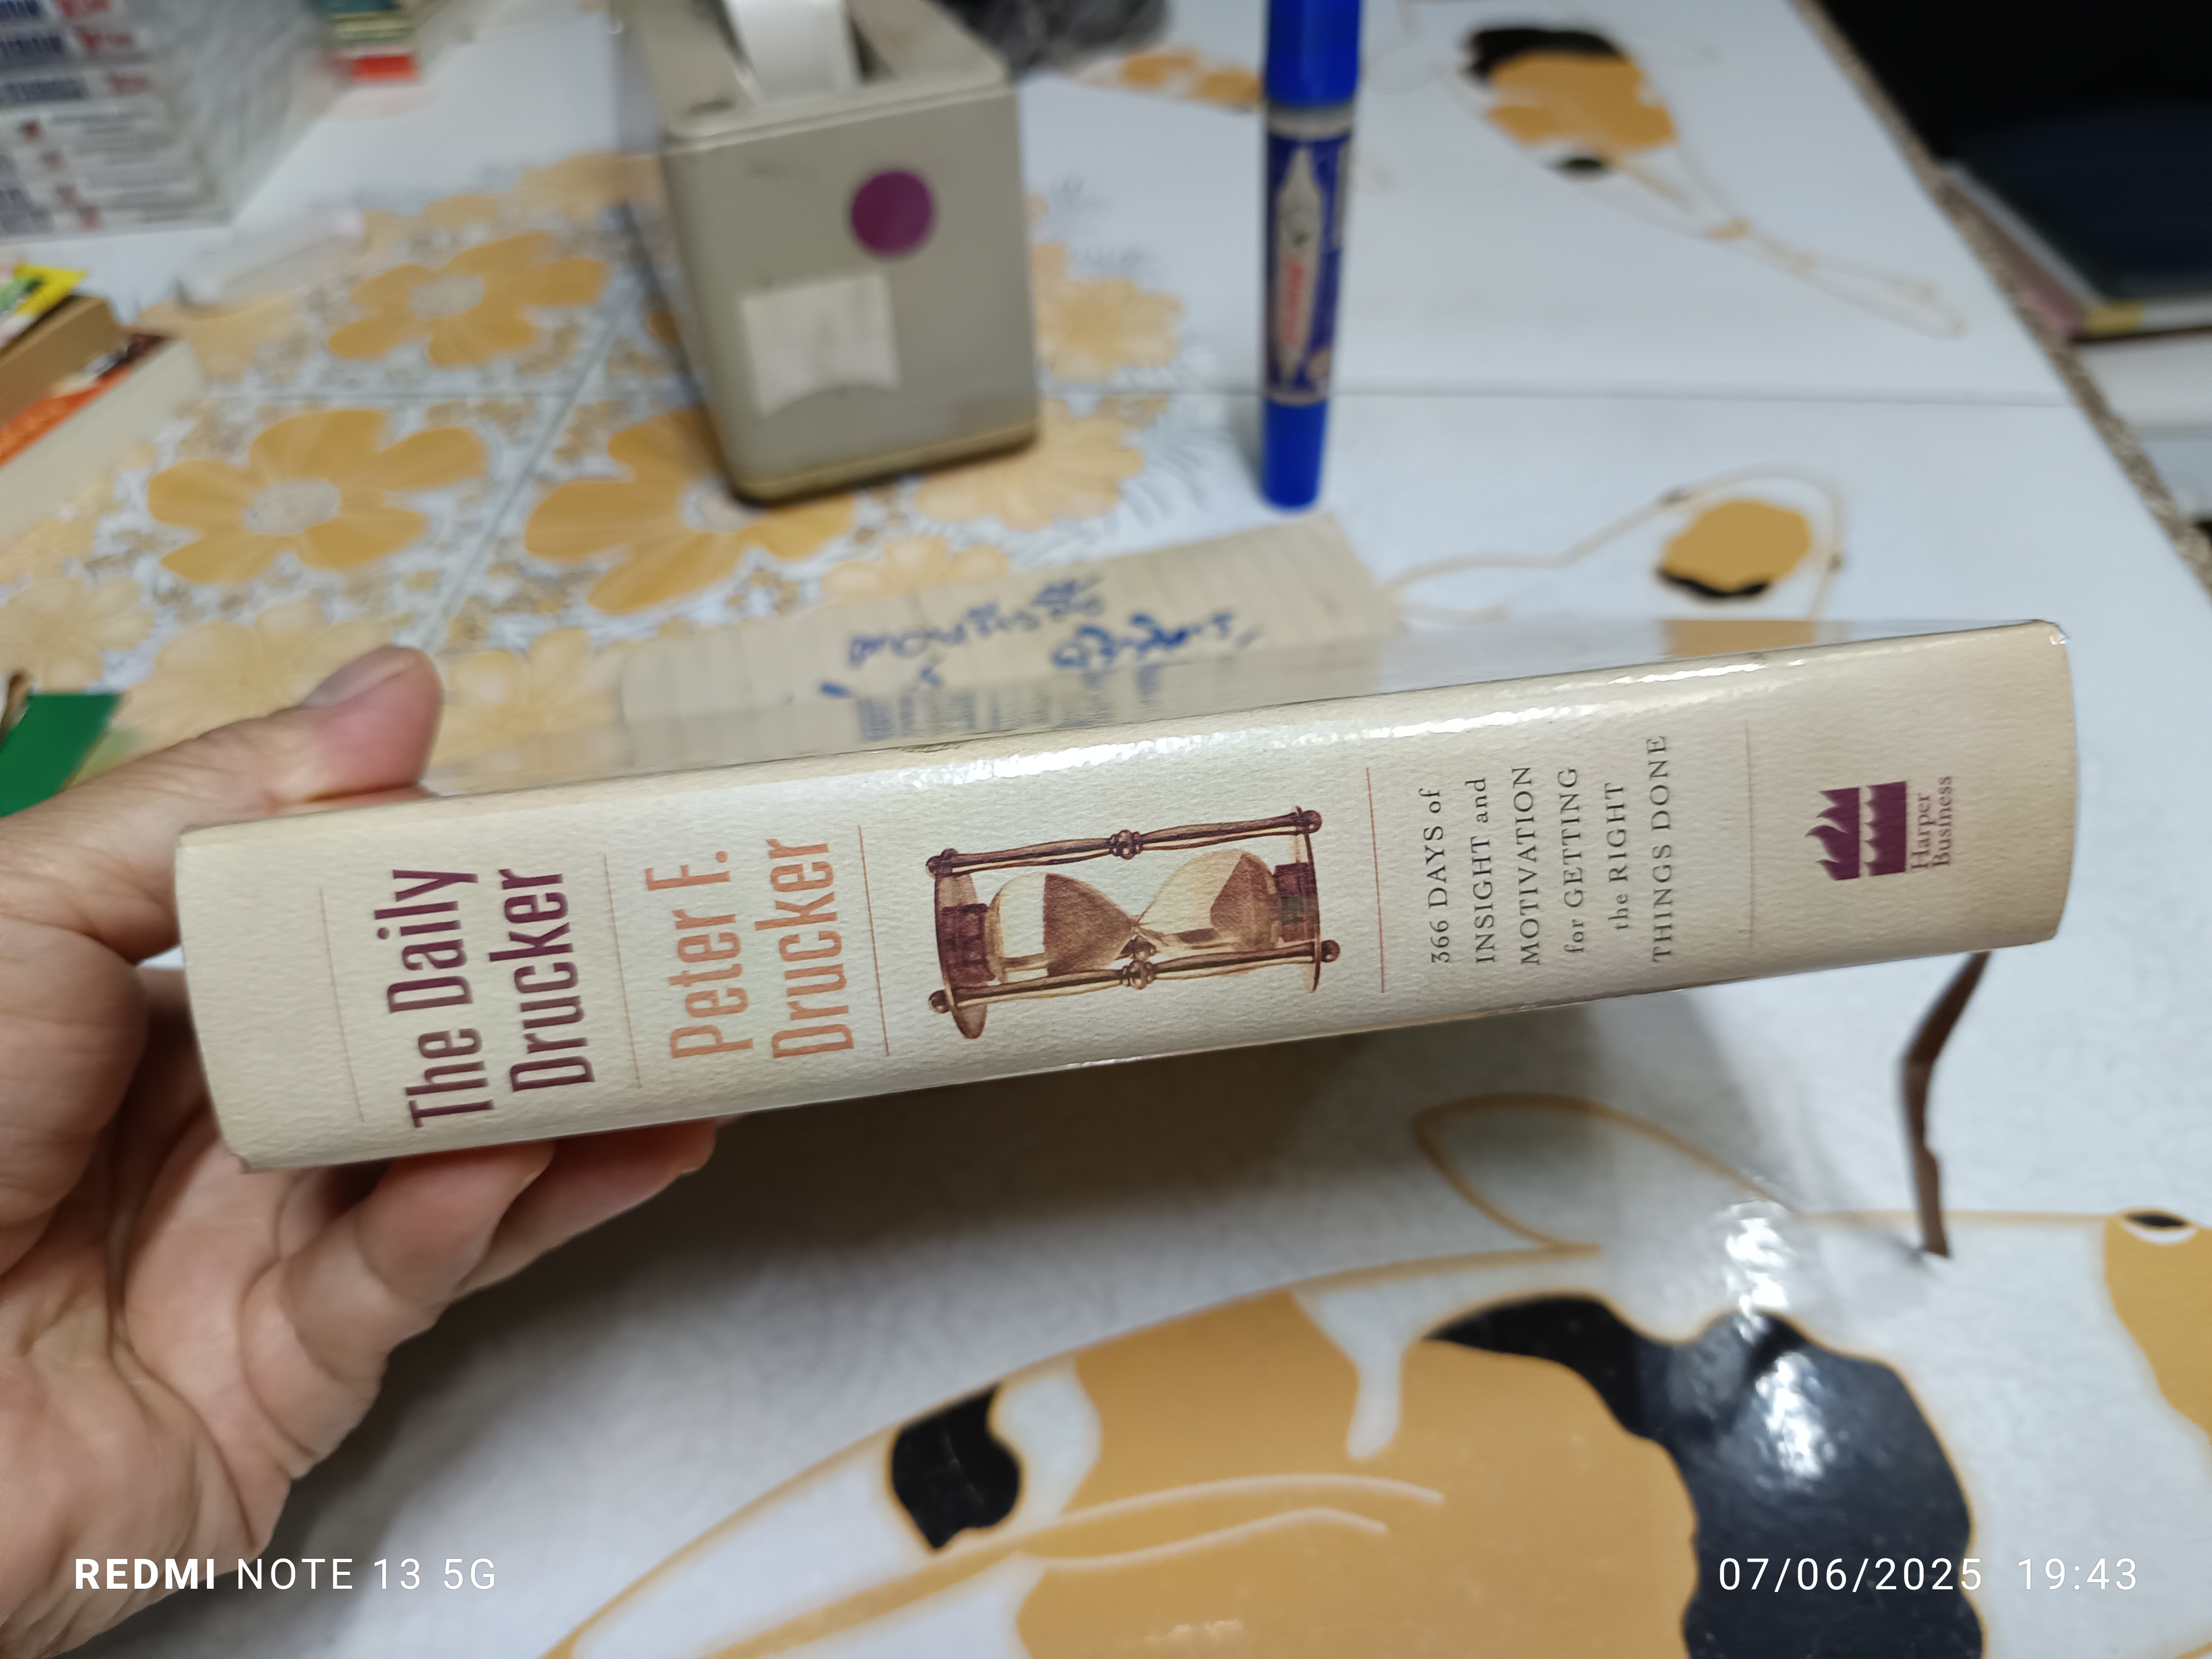 The Daily
Drucker
Peter F.
Drucker
366 DAYS of
INSIGHT and
MOTIVATION
for GETTING
the RIGHT
THINGS DONE
Harper
Business
REDMI NOTE 13 5G
07/06/2025 19:43